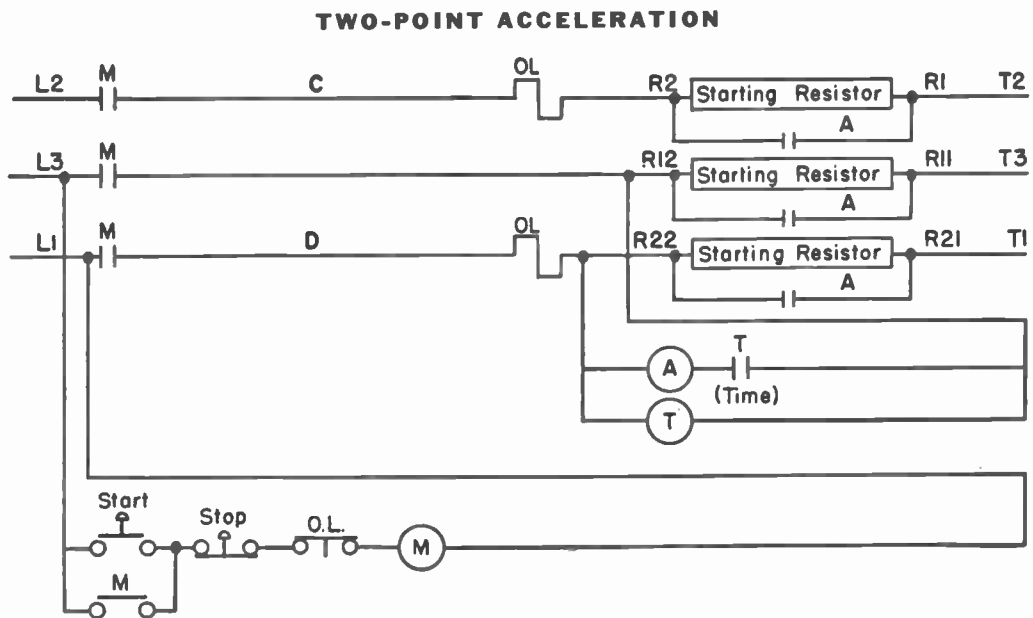 TWO-POINT ACCELERATION
L2 M C OL R2 Starting Resistor R1 T2
A
L3 M R12 Starting Resistor R11 T3
A
L1 M D OL R22 Starting Resistor R21 T1
A
A T
(Time)
T
Start Stop O.L.
M
M